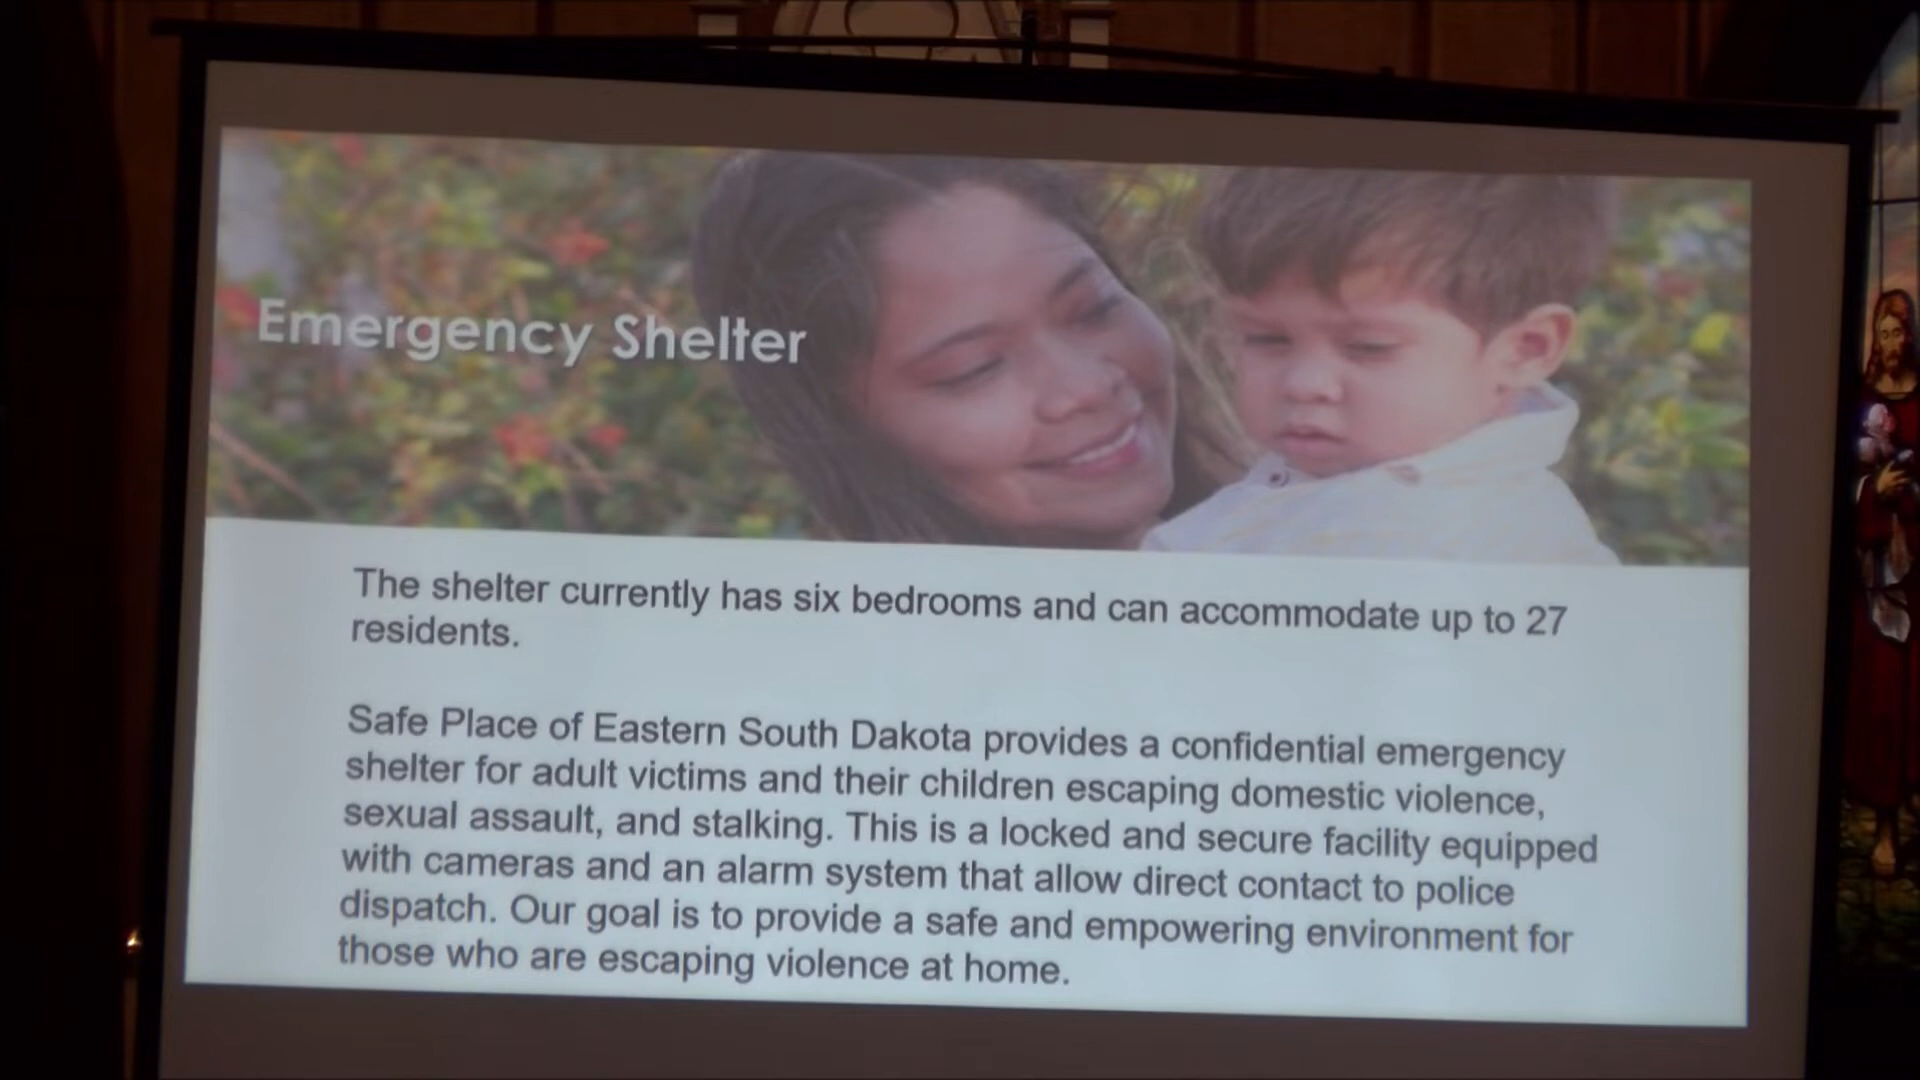 Emergency Shelter
The shelter currently has six bedrooms and can accommodate up to 27
residents.
Safe Place of Eastern South Dakota provides a confidential emergency
shelter for adult victims and their children escaping domestic violence,
sexual assault, and stalking. This is a locked and secure facility equipped
with cameras and an alarm system that allow direct contact to police
dispatch. Our goal is to provide a safe and empowering environment for
those who are escaping violence at home.